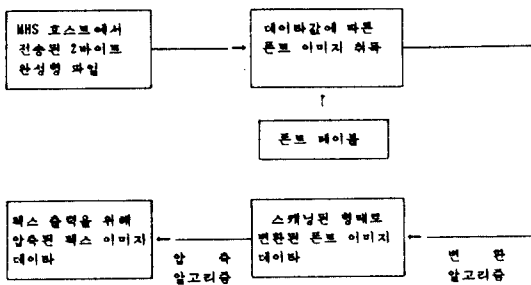 MHS 호스트에서
전송된 2바이트
완성형 파일
데이타값에 따른
폰트 이미지 취득
폰트 테이블
팩스 출력을 위해
압축된 팩스 이미지
데이타
압 축
알고리즘
스캐닝된 형태로
변환된 폰트 이미지
데이타
변 환
알고리즘